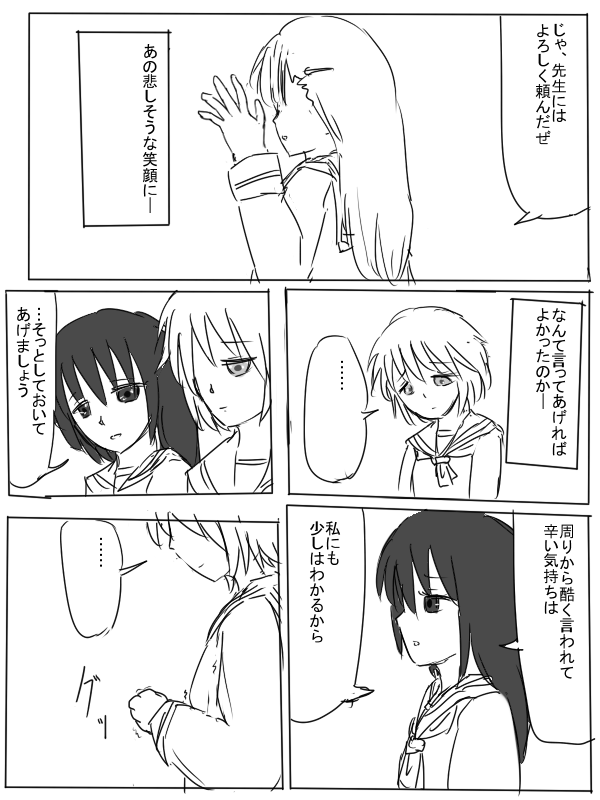 じゃ、先生には
よろしく頼んだぜ
あの悲しそうな笑顔に―
なんて言ってあげれば
よかったのか―
……
…そっとしておいて
あげましょう
周りから酷く言われて
辛い気持ちは
私にも
少しはわかるから
……
グッ